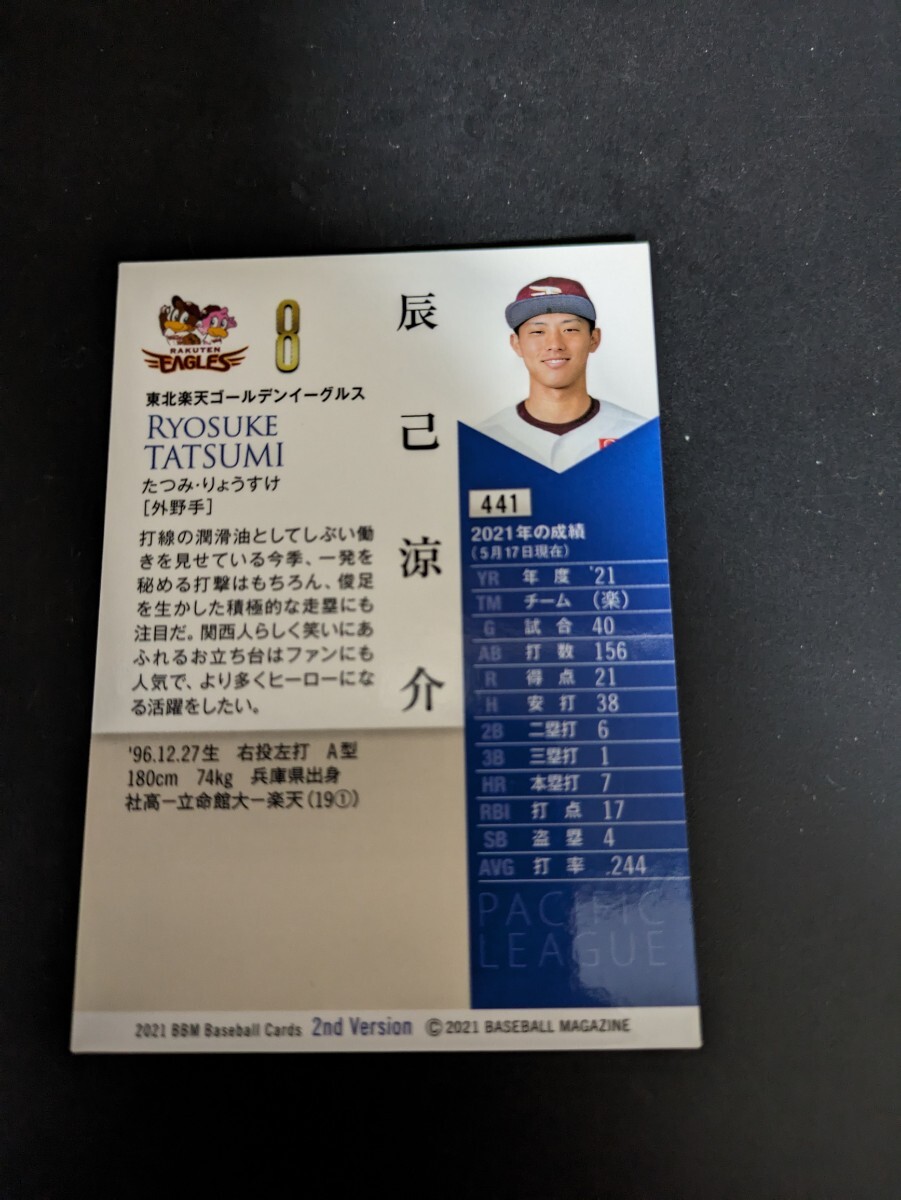 RAKUTEN
EAGLES
8
東北楽天ゴールデンイーグルス
RYOSUKE
TATSUMI
たつみ・りょうすけ
[外野手]
辰己涼介
打線の潤滑油としてしぶい働
きを見せている今季、一発を
秘める打撃はもちろん、俊足
を生かした積極的な走塁にも
注目だ。関西人らしく笑いにあ
ふれるお立ち台はファンにも
人気で、より多くヒーローにな
る活躍をしたい。
'96.12.27生 右投左打 A型
180cm 74kg 兵庫県出身
社高ー立命館大ー楽天(19①)
441
2021年の成績
(5月17日現在)
YR 年度 '21
TM チーム (楽)
G 試合 40
AB 打数 156
R 得点 21
H 安打 38
2B 二塁打 6
3B 三塁打 1
HR 本塁打 7
RBI 打点 17
SB 盗塁 4
AVG 打率 .244
PACIFIC
LEAGUE
2021 BBM Baseball Cards 2nd Version ©2021 BASEBALL MAGAZINE